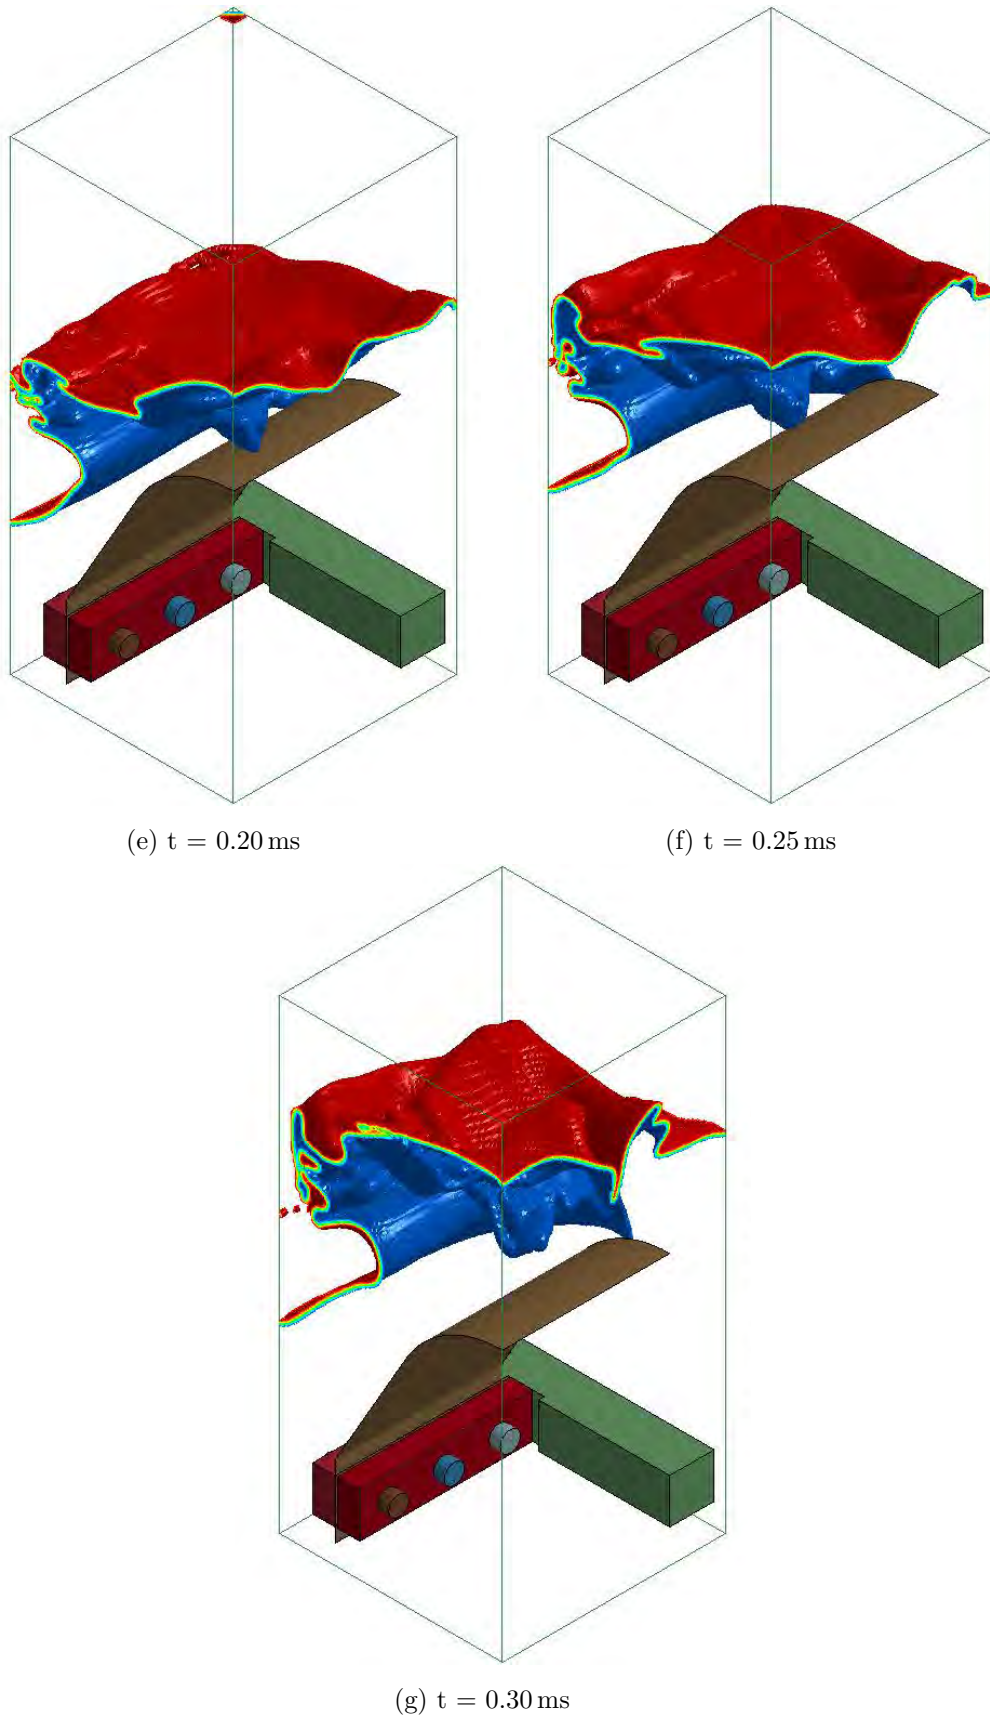 (e) t = 0.20 ms
(f) t = 0.25 ms
(g) t = 0.30 ms